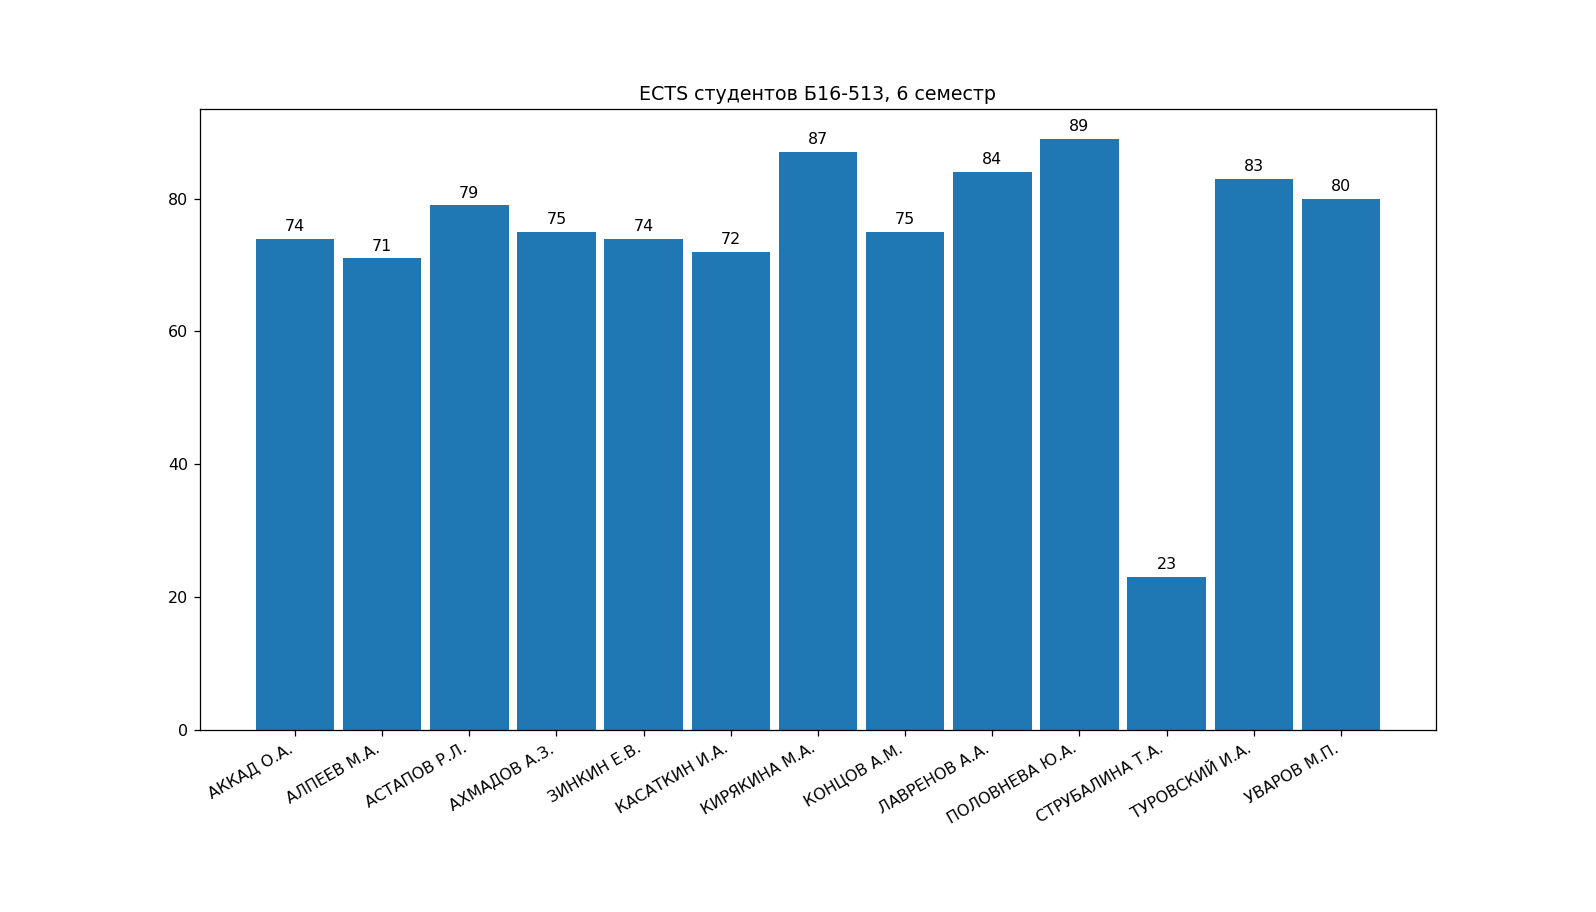 ECTS студентов Б16-513, 6 семестр
89
87
84
83
80
79
75
75
74
74
72
71
23
80
60
40
20
0
АККАД О.А.
АЛПЕЕВ М.А.
АСТАПОВ Р.Л.
АХМАДОВ А.З.
ЗИНКИН Е.В.
КАСАТКИН И.А.
КИРЯКИНА М.А.
КОНЦОВ А.М.
ЛАВРЕНОВ А.А.
ПОЛОВНЕВА Ю.А.
СТРУБАЛИНА Т.А.
ТУРОВСКИЙ И.А.
УВАРОВ М.П.